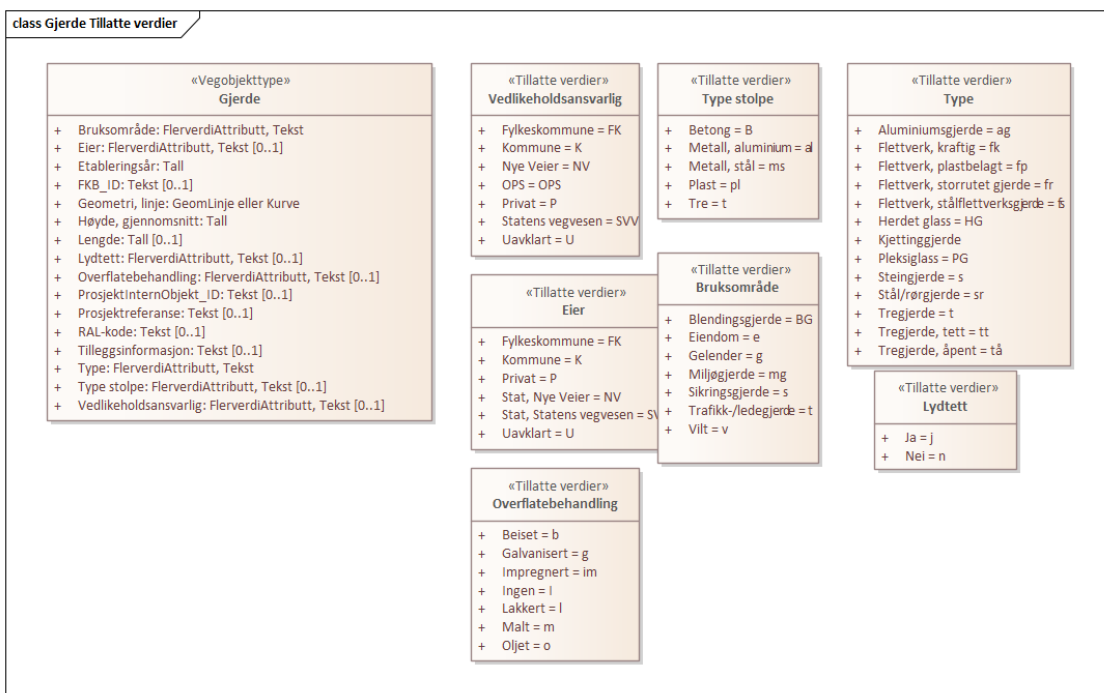 class Gjerde Tillatte verdier
«Vegobjekttype»
Gjerde
+ Bruksområde: FlerverdiAttributt, Tekst
+ Eier: FlerverdiAttributt, Tekst [0..1]
+ Etableringsår: Tall
+ FKB_ID: Tekst [0..1]
+ Geometri, linje: GeomLinje eller Kurve
+ Høyde, gjennomsnitt: Tall
+ Lengde: Tall [0..1]
+ Lydtett: FlerverdiAttributt, Tekst [0..1]
+ Overflatebehandling: FlerverdiAttributt, Tekst [0..1]
+ ProsjektInternObjekt_ID: Tekst [0..1]
+ Prosjektreferanse: Tekst [0..1]
+ RAL-kode: Tekst [0..1]
+ Tilleggsinformasjon: Tekst [0..1]
+ Type: FlerverdiAttributt, Tekst
+ Type stolpe: FlerverdiAttributt, Tekst [0..1]
+ Vedlikeholdsansvarlig: FlerverdiAttributt, Tekst [0..1]
«Tillatte verdier»
Vedlikeholdsansvarlig
+ Fylkeskommune = FK
+ Kommune = K
+ Nye Veier = NV
+ OPS = OPS
+ Privat = P
+ Statens vegvesen = SVV
+ Uavklart = U
«Tillatte verdier»
Eier
+ Fylkeskommune = FK
+ Kommune = K
+ Privat = P
+ Stat, Nye Veier = NV
+ Stat, Statens vegvesen =
+ Uavklart = U
«Tillatte verdier»
Overflatebehandling
+ Beiset = b
+ Galvanisert = g
+ Impregnert = im
+ Ingen = I
+ Lakkert = l
+ Malt = m
+ Oljet = o
«Tillatte verdier»
Type stolpe
+ Betong = B
+ Metall, aluminium = al
+ Metall, stål = ms
+ Plast = pl
+ Tre = t
«Tillatte verdier»
Bruksområde
+ Blendingsgjerde = BG
+ Eiendom = e
+ Gelender = g
+ Miljøgjerde = mg
+ Sikringsgjerde = s
+ Trafikk-/ledegjerde = t
+ Vilt = v
«Tillatte verdier»
Type
+ Aluminiumsgjerde = ag
+ Flettverk, kraftig = fk
+ Flettverk, plastbelagt = fp
+ Flettverk, storrutet gjerde = fr
+ Flettverk, stålflettverksgjerde = fs
+ Herdet glass = HG
+ Kjettinggjerde
+ Pleksiglass = PG
+ Steingjerde = s
+ Stål/rørgjerde = sr
+ Tregjerde = t
+ Tregjerde, tett = tt
+ Tregjerde, åpent = tå
«Tillatte verdier»
Lydtett
+ Ja = j
+ Nei = n